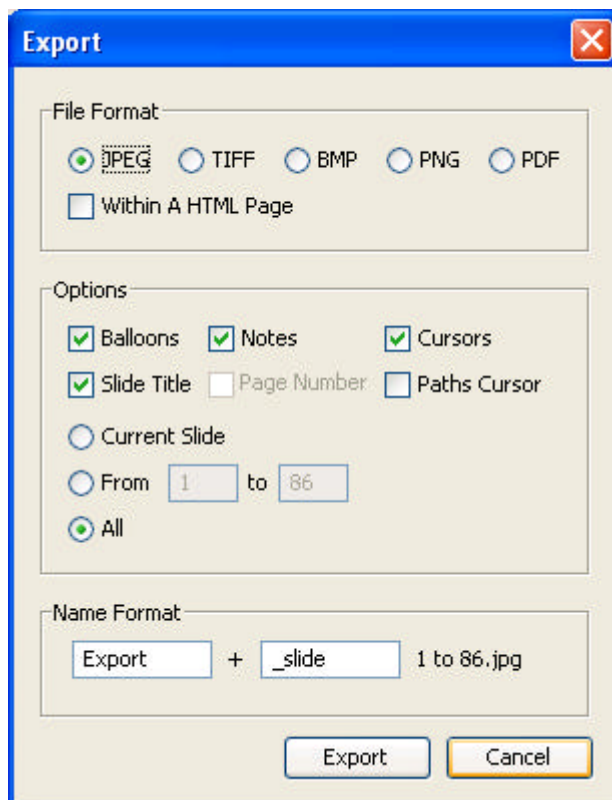 Export
File Format
JPEG TIFF BMP PNG PDF
Within A HTML Page
Options
Balloons Notes Cursors
Slide Title Page Number Paths Cursor
Current Slide
From 1 to 86
All
Name Format
Export + _slide 1 to 86.jpg
Export Cancel